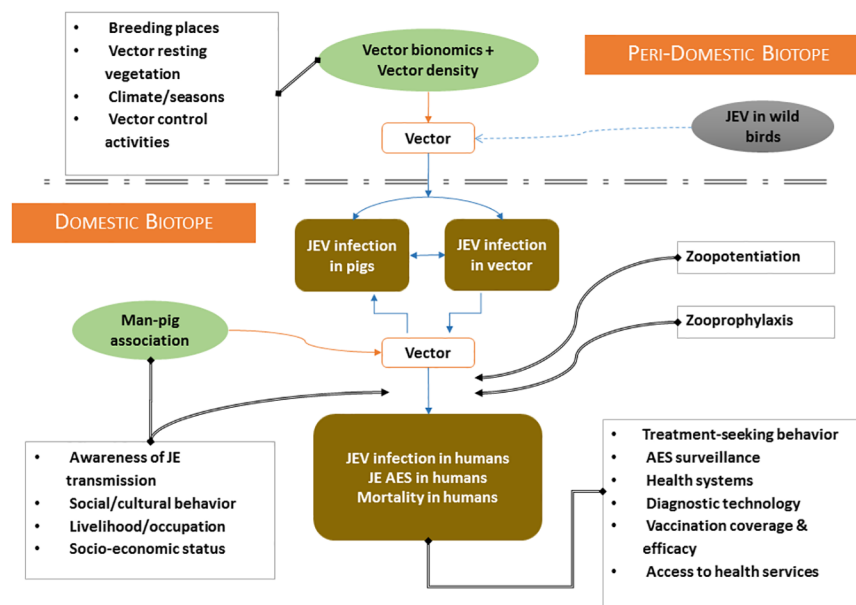 • Breeding places
• Vector resting
vegetation
• Climate/seasons
• Vector control
activities
Vector bionomics +
Vector density
PERI-DOMESTIC BIOTOPE
JEV in wild
birds
Vector
DOMESTIC BIOTOPE
JEV infection
in pigs
JEV infection
in vector
Zoopotentiation
Zooprophylaxis
Man-pig
association
Vector
• Awareness of JE
transmission
• Social/cultural behavior
• Livelihood/occupation
• Socio-economic status
JEV infection in humans
JE AES in humans
Mortality in humans
• Treatment-seeking behavior
• AES surveillance
• Health systems
• Diagnostic technology
• Vaccination coverage &
efficacy
• Access to health services